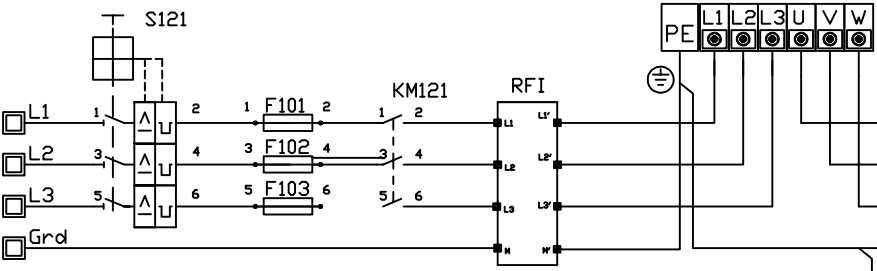 S121
PE L1 L2 L3 U V W
KM121
RFI
L1 1 2 1 F101 2 1 2 L1 L1'
L2 3 4 3 F102 4 3 4 L2 L2'
L3 5 6 5 F103 6 5 6 L3 L3'
Grd N N'